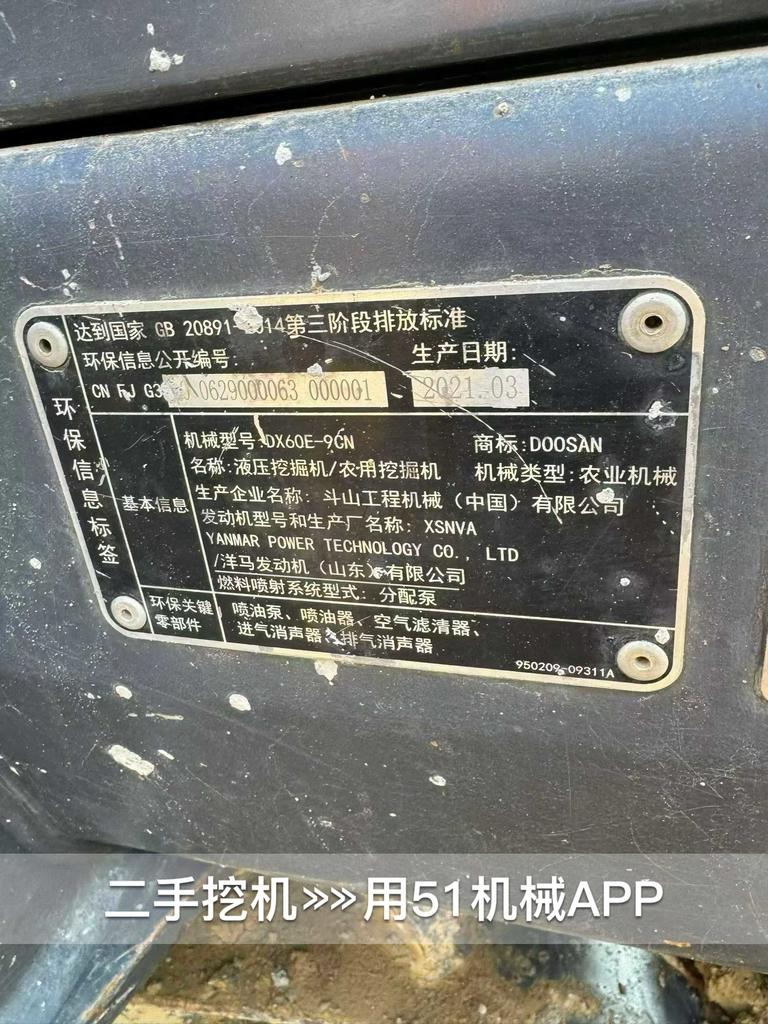 达到国家 GB 20891-2014第三阶段排放标准
环保信息公开编号:
生产日期:
CN FJ G3 0629000063 000001
2021.03
环保信息标签
基本信息
机械型号:DX60E-9CN
商标:DOOSAN
名称:液压挖掘机/农用挖掘机
机械类型:农业机械
生产企业名称: 斗山工程机械 (中国) 有限公司
发动机型号和生产厂名称: XSNVA
YANMAR POWER TECHNOLOGY CO., LTD
/洋马发动机 (山东) 有限公司
燃料喷射系统型式: 分配泵
环保关键
零部件
喷油泵、喷油器、空气滤清器、
进气消声器、排气消声器
950209-09311A
二手挖机»»用51机械APP